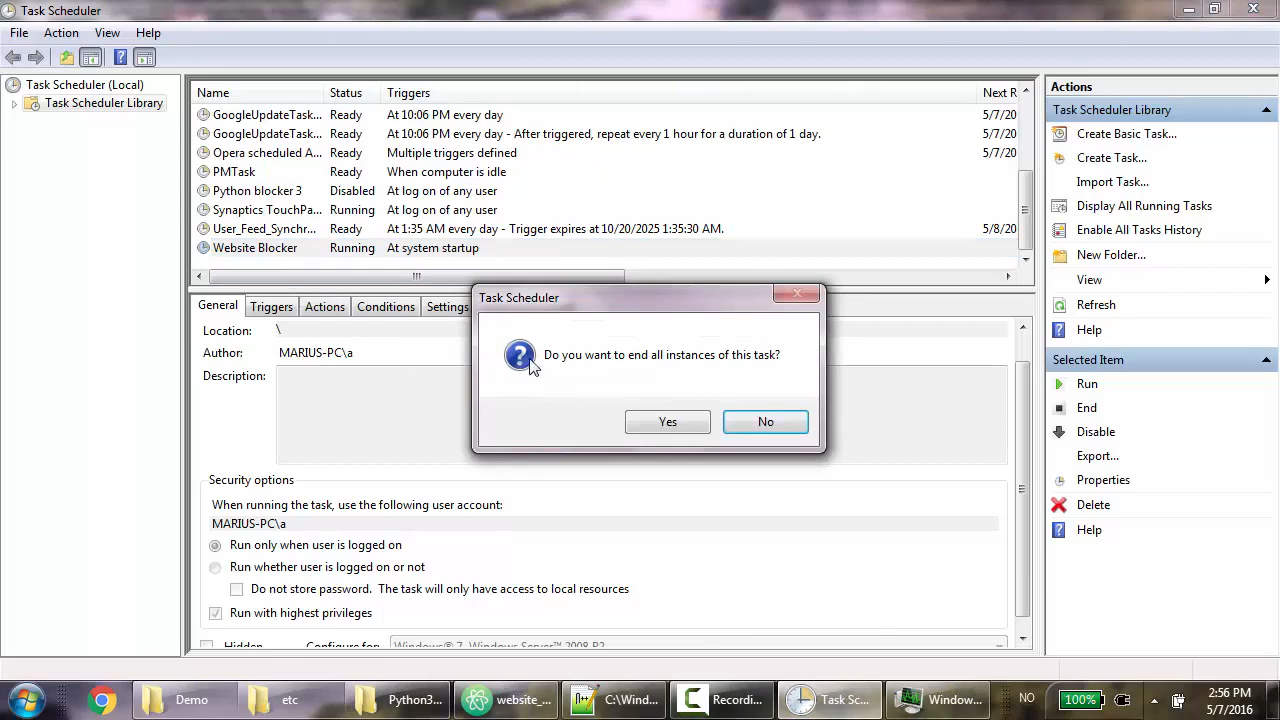 Task Scheduler
File Action View Help
Task Scheduler (Local)
Task Scheduler Library
Name Status Triggers Next R
GoogleUpdateTask... Ready At 10:06 PM every day 5/7/20
GoogleUpdateTask... Ready At 10:06 PM every day - After triggered, repeat every 1 hour for a duration of 1 day. 5/7/20
Opera scheduled A... Ready Multiple triggers defined 5/7/20
PMTask Ready When computer is idle
Python blocker 3 Disabled At log on of any user
Synaptics TouchPa... Running At log on of any user
User_Feed_Synchr... Ready At 1:35 AM every day - Trigger expires at 10/20/2025 1:35:30 AM. 5/8/20
Website Blocker Running At system startup
General Triggers Actions Conditions Settings
Location: \
Author: MARIUS-PC\a
Description:
Security options
When running the task, use the following user account:
MARIUS-PC\a
Run only when user is logged on
Run whether user is logged on or not
Do not store password. The task will only have access to local resources
Run with highest privileges
Hidden Configure for: Windows® 7, Windows Server™ 2008 R2
Task Scheduler
Do you want to end all instances of this task?
Yes No
Actions
Task Scheduler Library
Create Basic Task...
Create Task...
Import Task...
Display All Running Tasks
Enable All Tasks History
New Folder...
View
Refresh
Help
Selected Item
Run
End
Disable
Export...
Properties
Delete
Help
Demo etc Python3... website_... C:\Wind... Recordi... Task Sc... Window... NO 100% 2:56 PM
5/7/2016